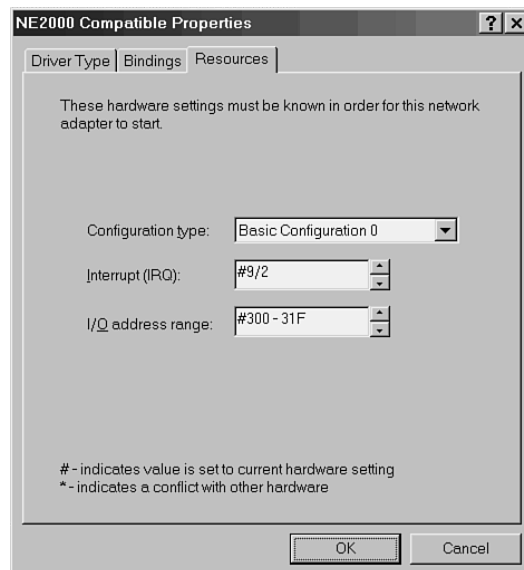 NE2000 Compatible Properties
Driver Type Bindings Resources
These hardware settings must be known in order for this network
adapter to start.
Configuration type: Basic Configuration 0
Interrupt (IRQ): #9/2
I/O address range: #300 - 31F
# - indicates value is set to current hardware setting
* - indicates a conflict with other hardware
OK Cancel